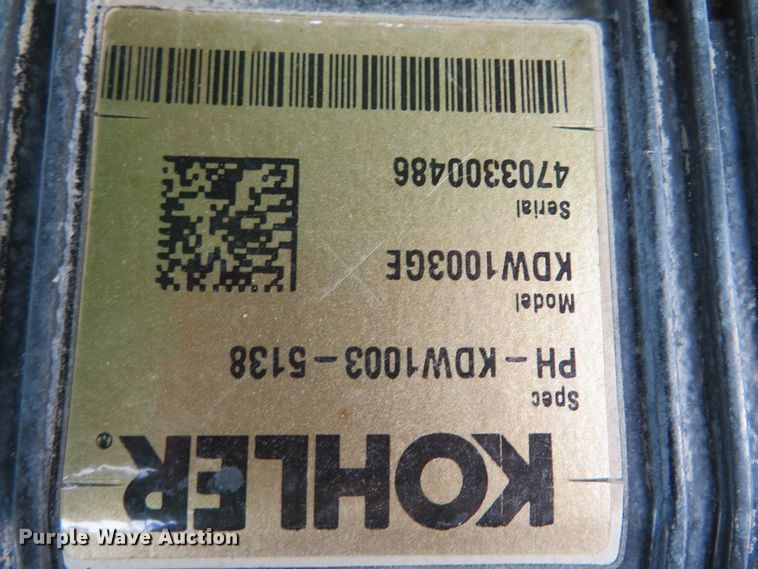 KOHLER®
Spec
PH-KDW1003-5138
Model
KDW1003GE
Serial
4703300486
Purple Wave Auction